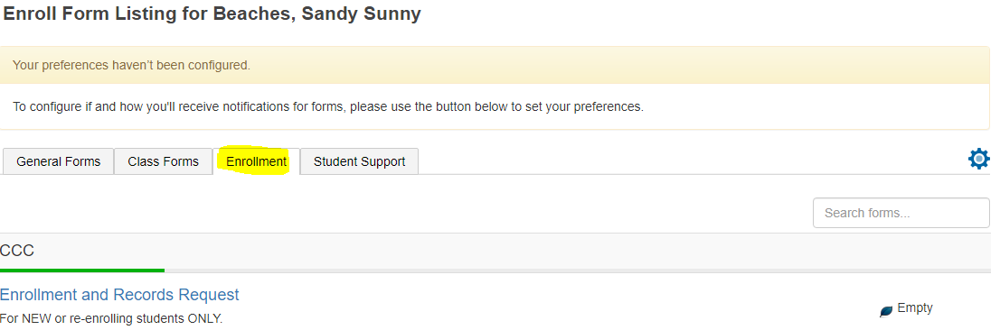 Enroll Form Listing for Beaches, Sandy Sunny
Your preferences haven't been configured.
To configure if and how you'll receive notifications for forms, please use the button below to set your preferences.
General Forms Class Forms Enrollment Student Support
Search forms...
CCC
Enrollment and Records Request
Empty
For NEW or re-enrolling students ONLY.